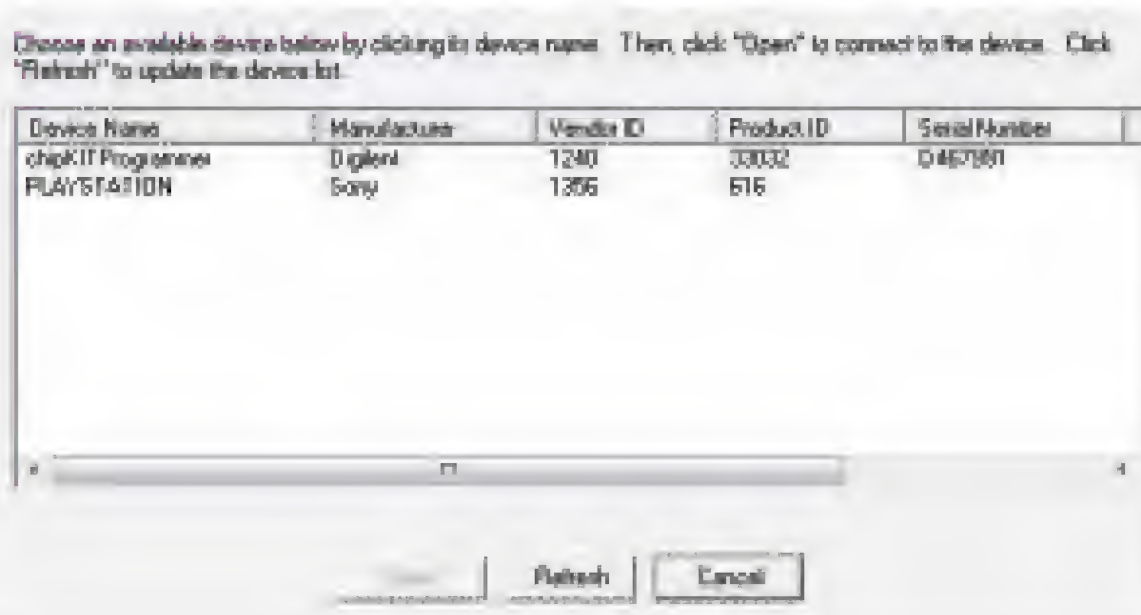 Choose an available device below by clicking its device name. Then, click "Open" to connect to the device. Click
"Refresh" to update the device list.
Device Name Manufacturer Vendor ID Product ID Serial Number
chipKIT Programmer Digilent 1240
PLAYSTATION Sony 1356 616
Refresh Cancel